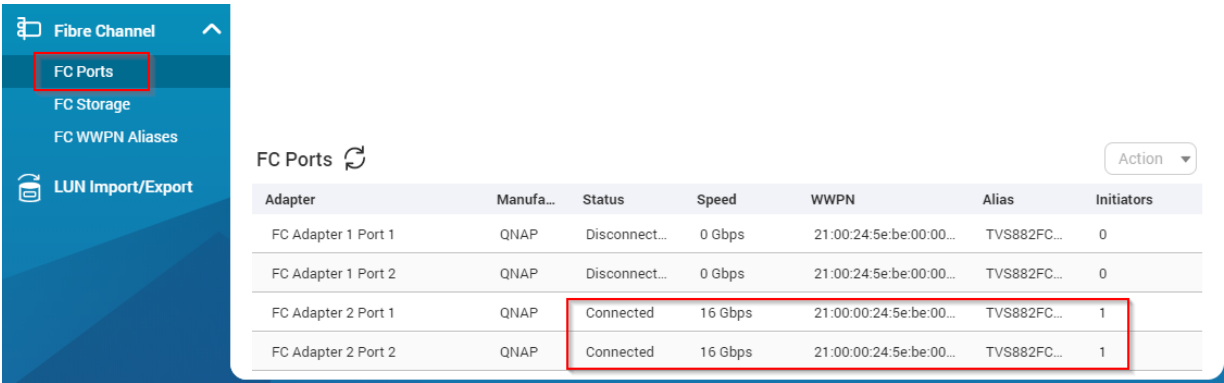 Fibre Channel
FC Ports
FC Storage
FC WWPN Aliases
LUN Import/Export
FC Ports
Action
Adapter Manufa... Status Speed WWPN Alias Initiators
FC Adapter 1 Port 1 QNAP Disconnect... 0 Gbps 21:00:24:5e:be:00:00... TVS882FC... 0
FC Adapter 1 Port 2 QNAP Disconnect... 0 Gbps 21:00:24:5e:be:00:00... TVS882FC... 0
FC Adapter 2 Port 1 QNAP Connected 16 Gbps 21:00:00:24:5e:be:00... TVS882FC... 1
FC Adapter 2 Port 2 QNAP Connected 16 Gbps 21:00:00:24:5e:be:00... TVS882FC... 1